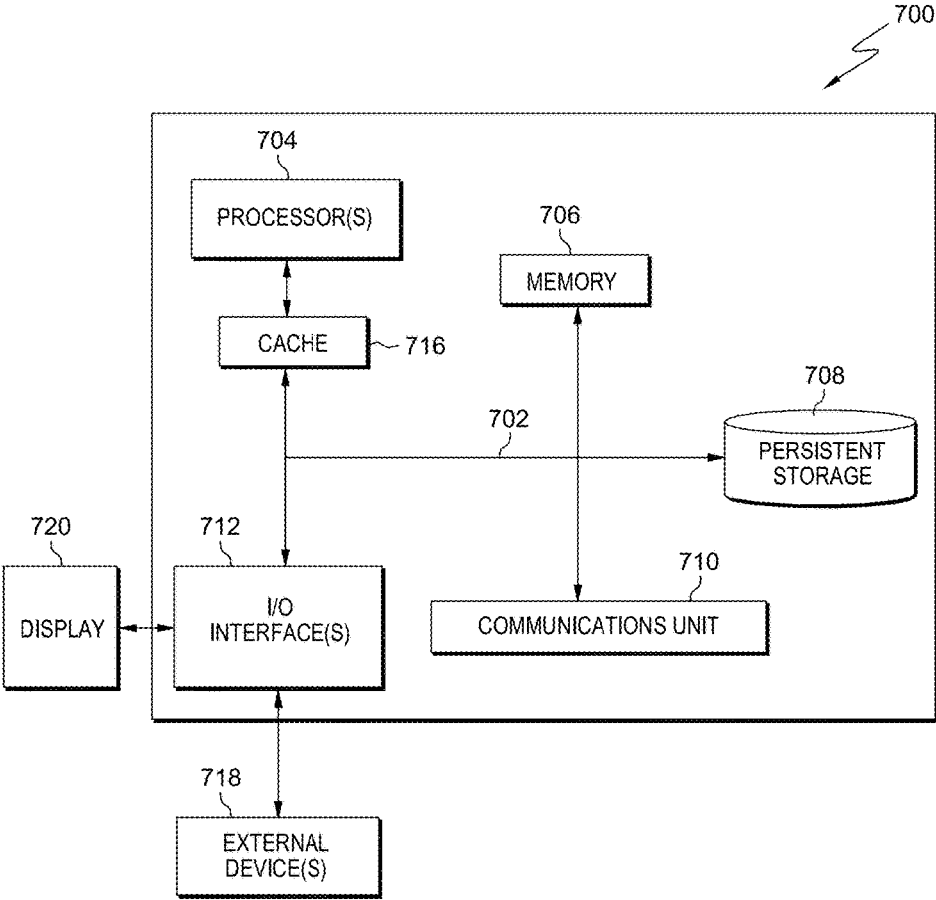 700
704
PROCESSOR(S)
706
MEMORY
CACHE
716
702
708
PERSISTENT
STORAGE
720
DISPLAY
712
I/O
INTERFACE(S)
710
COMMUNICATIONS UNIT
718
EXTERNAL
DEVICE(S)